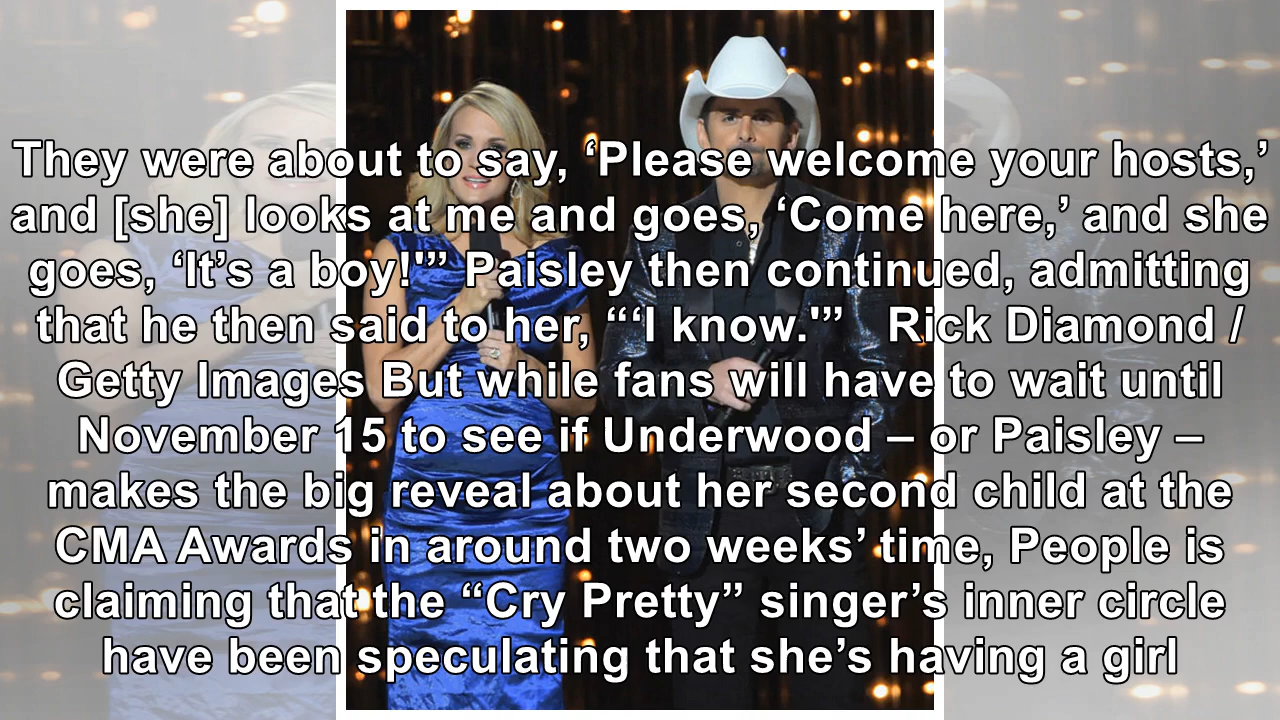 They were about to say, ‘Please welcome your hosts,’
and [she] looks at me and goes, ‘Come here,’ and she
goes, ‘It’s a boy!'” Paisley then continued, admitting
that he then said to her, “‘I know.'”   Rick Diamond /
Getty Images But while fans will have to wait until
November 15 to see if Underwood – or Paisley –
makes the big reveal about her second child at the
CMA Awards in around two weeks’ time, People is
claiming that the “Cry Pretty” singer’s inner circle
have been speculating that she’s having a girl